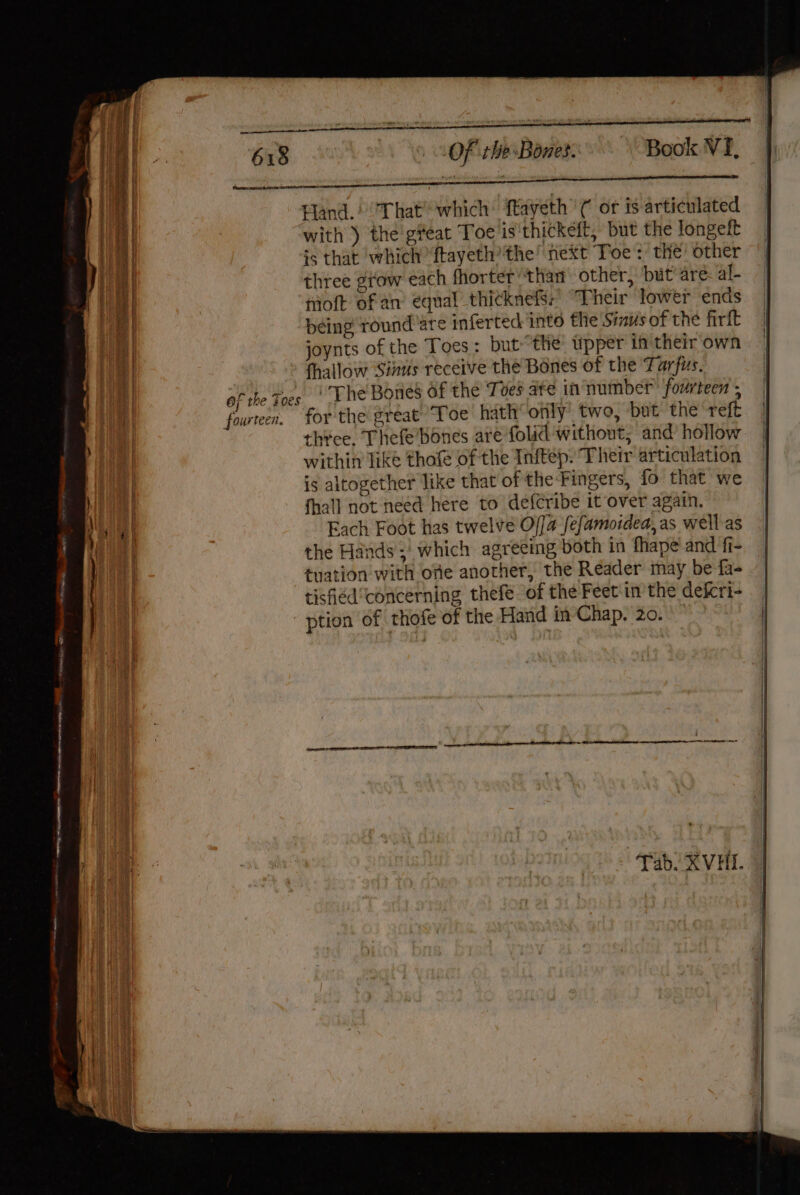 618 Of the Bones. Book VI.
Hand. That which ſtayeth ( or is articulated
with ) the great Toe is thickeſt, but the longeſt
is that which ſtayeth the next Toe : the other
three grow each ſhorter than other, but are al-
moſt of an equal thickneſs. Their lower ends
being round are inſerted into the Sinus of the firſt
joynts of the Toes : but the upper in their own
ſhallow Sinus receive the Bones of the Tarſus.
Of the Toes
fourteen.
The Bones of the Toes are in number fourteen ;
for the great Toe hath only two, but the reſt
three. Theſe bones are ſolid without, and hollow
within like thoſe of the Inſtep. Their articulation
is altogether like that of the Fingers, ſo that we
ſhall not need here to deſcribe it over again.
Each Foot has twelve Oſſa ſeſamoidea, as well as
the Hands ; which agreeing both in ſhape and ſi-
tuation with one another, the Reader may be ſa-
tisfied concerning theſe of the Feet in the deſcri-
ption of thoſe of the Hand in Chap. 20.
Tab. XVIII.